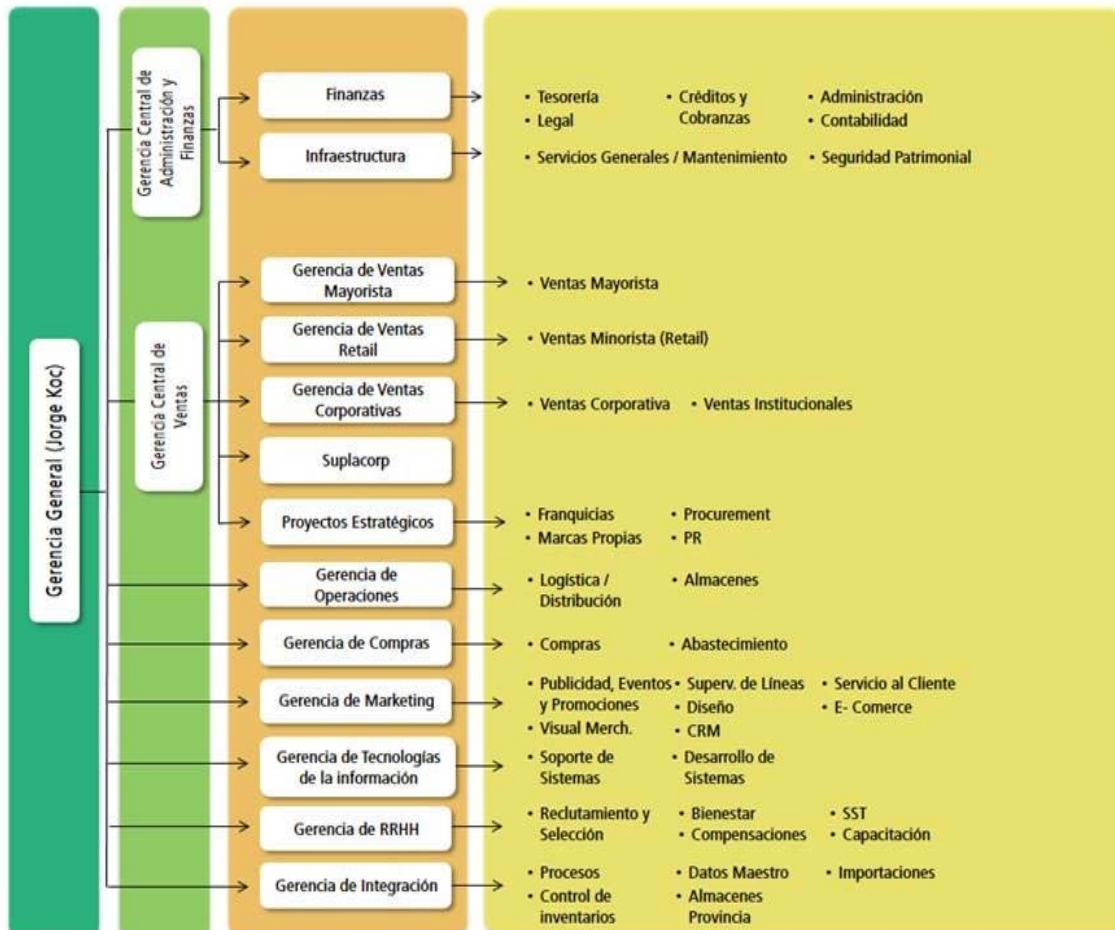 Gerencia General (Jorge Koc)
Gerencia Central de
Administración y
Finanzas
Finanzas
• Tesorería
• Legal
• Créditos y
Cobranzas
• Administración
• Contabilidad
Infraestructura
• Servicios Generales / Mantenimiento
• Seguridad Patrimonial
Gerencia Central de
Ventas
Gerencia de Ventas
Mayorista
• Ventas Mayorista
Gerencia de Ventas
Retail
• Ventas Minorista (Retail)
Gerencia de Ventas
Corporativas
• Ventas Corporativa
• Ventas Institucionales
Suplacorp
Proyectos Estratégicos
• Franquicias
• Marcas Propias
• Procurement
• PR
Gerencia de
Operaciones
• Logística /
Distribución
• Almacenes
Gerencia de Compras
• Compras
• Abastecimiento
Gerencia de Marketing
• Publicidad, Eventos
y Promociones
• Visual Merch.
• Superv. de Líneas
• Diseño
• CRM
• Servicio al Cliente
• E- Comerce
Gerencia de Tecnologías
de la información
• Soporte de
Sistemas
• Desarrollo de
Sistemas
Gerencia de RRHH
• Reclutamiento y
Selección
• Bienestar
• Compensaciones
• SST
• Capacitación
Gerencia de Integración
• Procesos
• Control de
inventarios
• Datos Maestro
• Almacenes
Provincia
• Importaciones